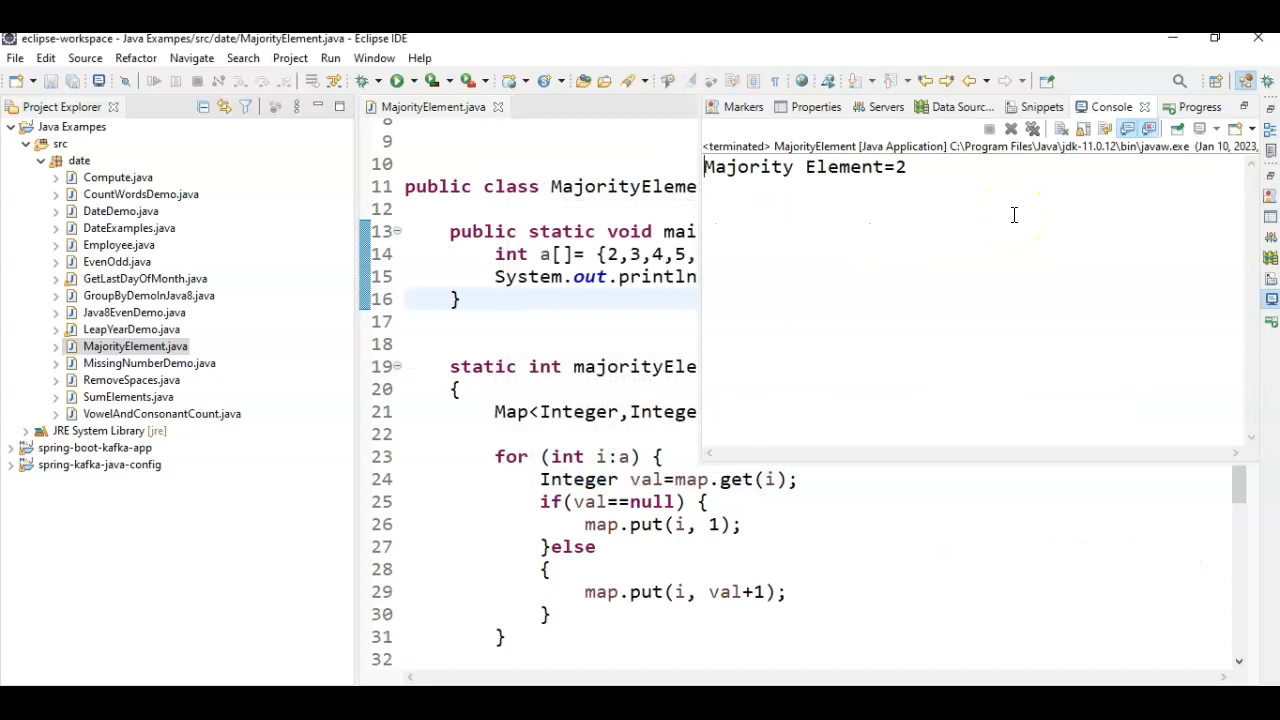 eclipse-workspace - Java Exampes/src/date/MajorityElement.java - Eclipse IDE
File Edit Source Refactor Navigate Search Project Run Window Help
Project Explorer
Java Exampes
src
date
Compute.java
CountWordsDemo.java
DateDemo.java
DateExamples.java
Employee.java
EvenOdd.java
GetLastDayOfMonth.java
GroupByDemoInJava8.java
Java8EvenDemo.java
LeapYearDemo.java
MajorityElement.java
MissingNumberDemo.java
RemoveSpaces.java
SumElements.java
VowelAndConsonantCount.java
JRE System Library [jre]
spring-boot-kafka-app
spring-kafka-java-config
MajorityElement.java
8
9
10
11 public class MajorityEleme
12
13 public static void mai
14 int a[]= {2,3,4,5,
15 System.out.println
16 }
17
18
19 static int majorityEle
20 {
21 Map<Integer,Intege
22
23 for (int i:a) {
24 Integer val=map.get(i);
25 if(val==null) {
26 map.put(i, 1);
27 }else
28 {
29 map.put(i, val+1);
30 }
31 }
32
Markers Properties Servers Data Sourc... Snippets Console Progress
<terminated> MajorityElement [Java Application] C:\Program Files\Java\jdk-11.0.12\bin\javaw.exe (Jan 10, 2023,
Majority Element=2